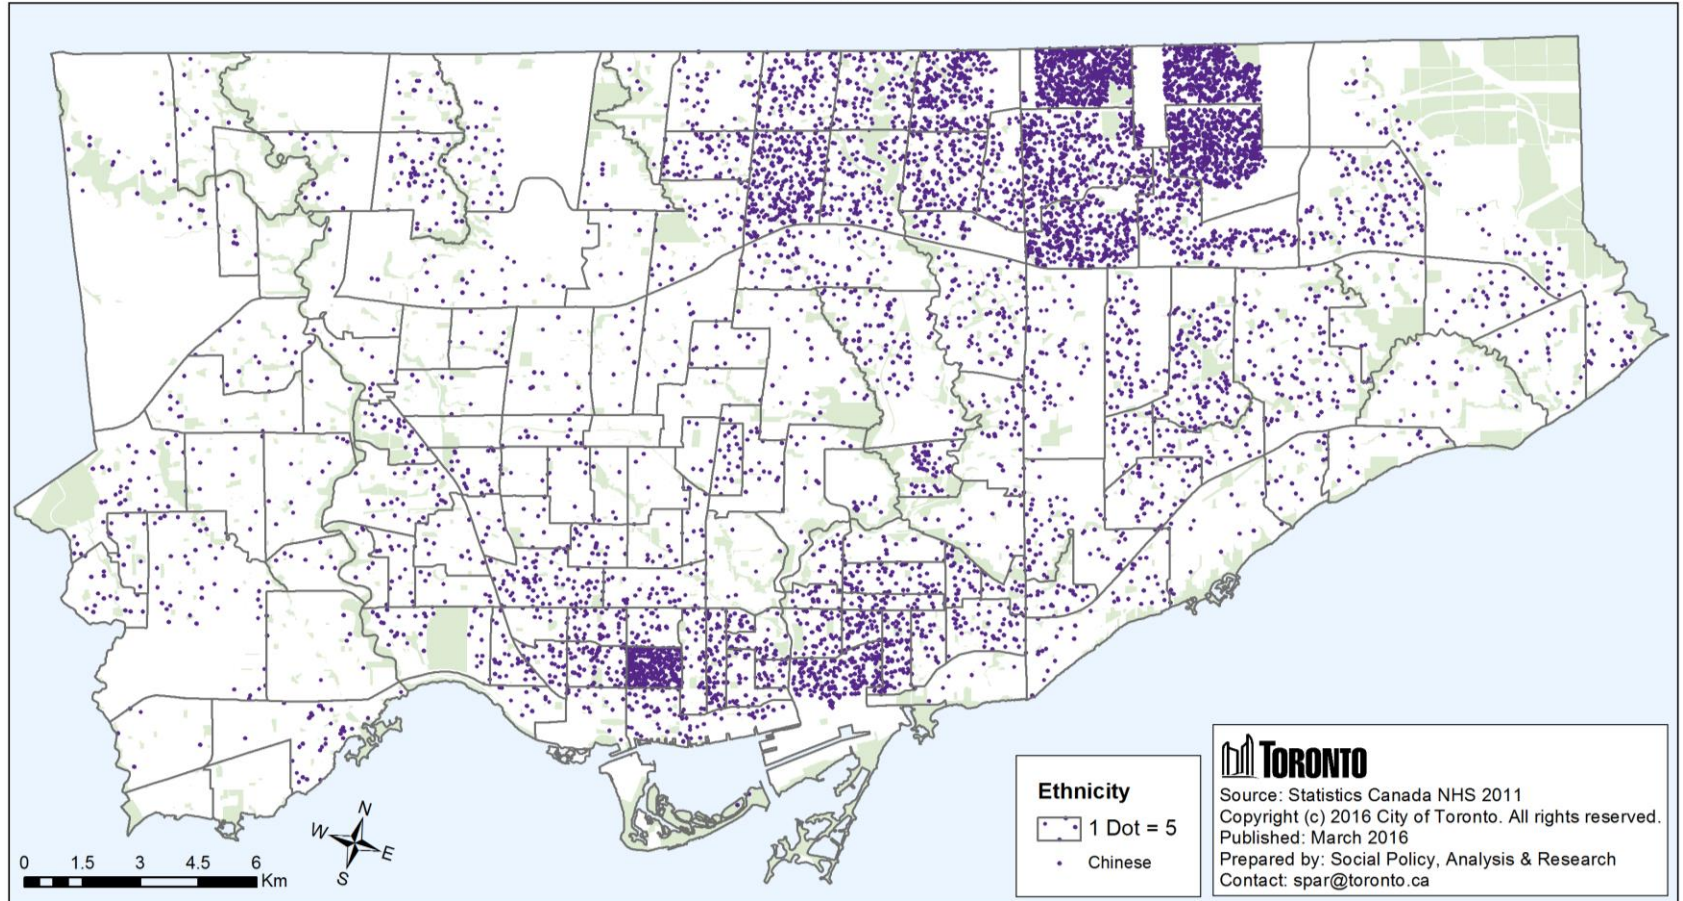 N
W
E
S
0 1.5 3 4.5 6
Km
Ethnicity
1 Dot = 5
Chinese
TORONTO
Source: Statistics Canada NHS 2011
Copyright (c) 2016 City of Toronto. All rights reserved.
Published: March 2016
Prepared by: Social Policy, Analysis & Research
Contact: spar@toronto.ca